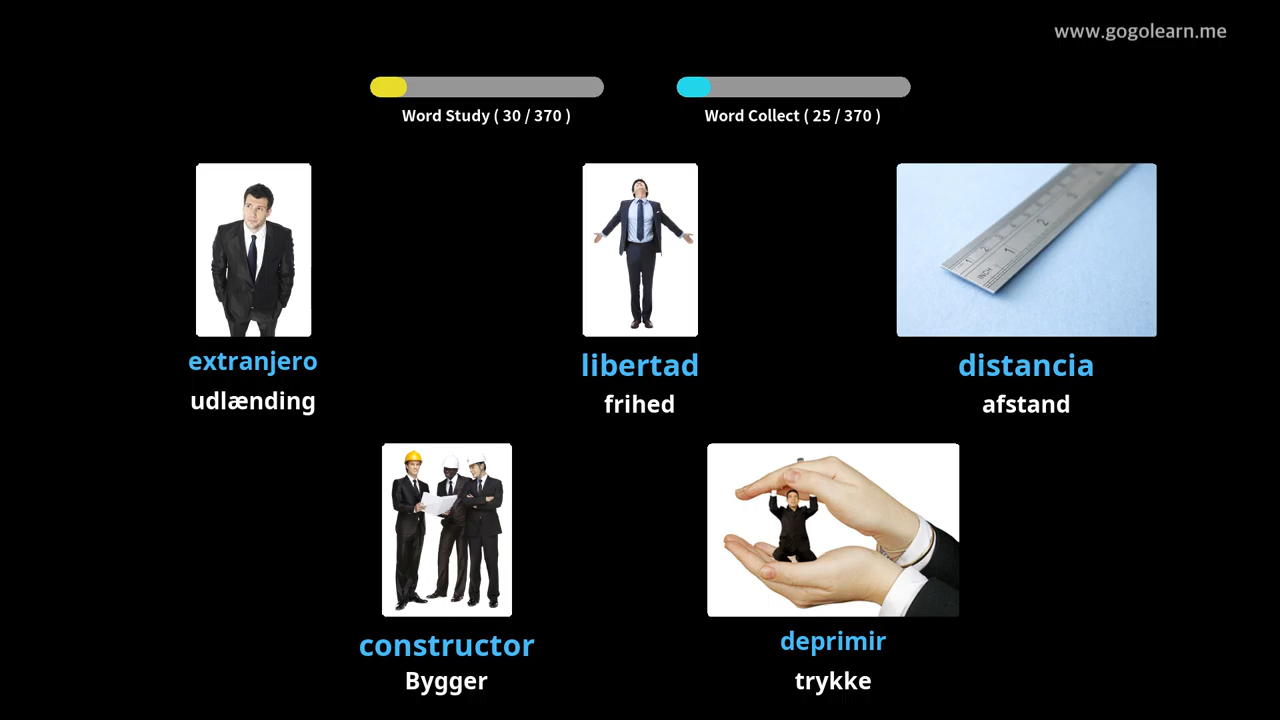 www.gogolearn.me
Word Study ( 30 / 370 )
Word Collect ( 25 / 370 )
extranjero
udlænding
libertad
frihed
distancia
afstand
constructor
Bygger
deprimir
trykke